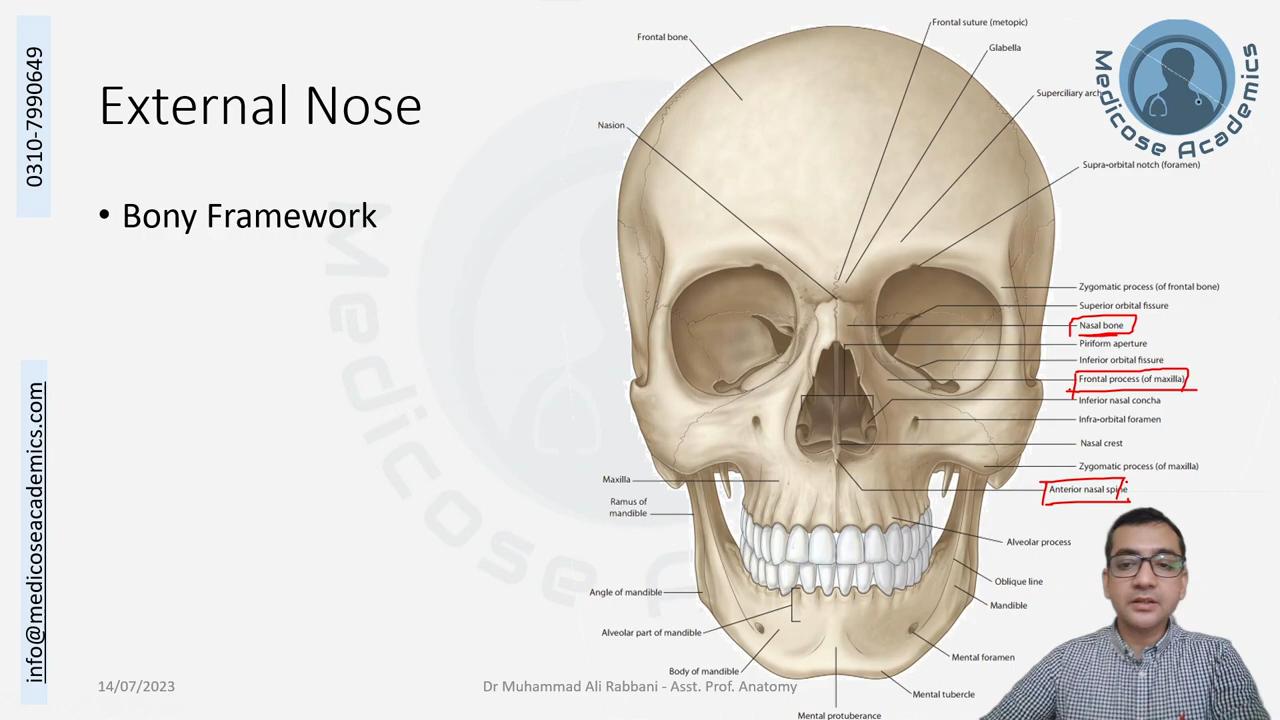 0310-7990649
info@medicoseacademics.com
External Nose
• Bony Framework
Frontal bone
Nasion
Frontal suture (metopic)
Glabella
Superciliary arch
Supra-orbital notch (foramen)
Zygomatic process (of frontal bone)
Superior orbital fissure
Nasal bone
Piriform aperture
Inferior orbital fissure
Frontal process (of maxilla)
Inferior nasal concha
Infra-orbital foramen
Nasal crest
Zygomatic process (of maxilla)
Anterior nasal spine
Alveolar process
Oblique line
Mandible
Mental foramen
Mental tubercle
Mental protuberance
Maxilla
Ramus of
mandible
Angle of mandible
Alveolar part of mandible
Body of mandible
Medicose Academics
Medicose
14/07/2023
Dr Muhammad Ali Rabbani - Asst. Prof. Anatomy